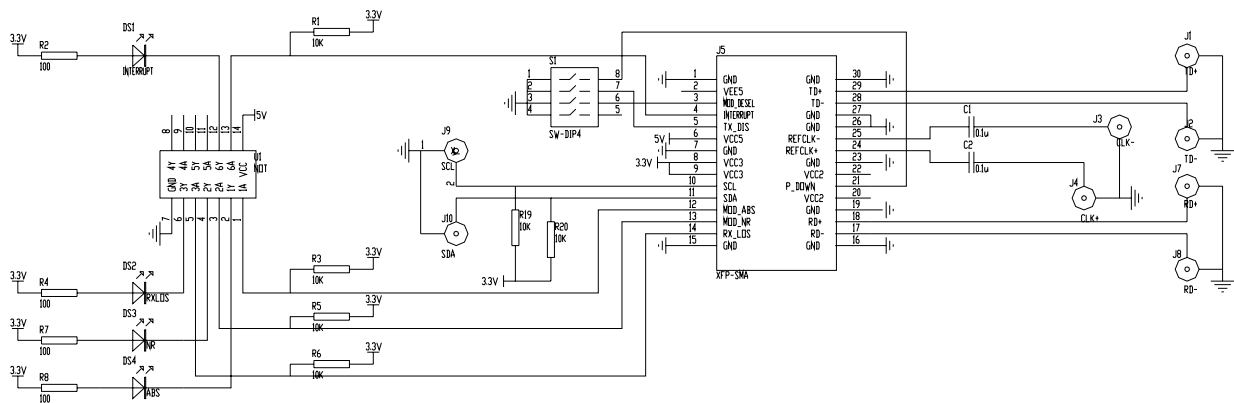 3.3V R2 100
DS1 INTERRUPT
R1 10K 3.3V
5V
8 9 10 11 12 13 14
4Y 4A 5Y 5A 6Y 6A VCC
GND 3Y 3A 2Y 2A 1Y 1A
7 6 5 4 3 2 1
U1 NOT
3.3V R4 100
DS2 RXLOS
3.3V R7 100
DS3 NR
3.3V R8 100
DS4 ABS
R3 10K 3.3V
R5 10K 3.3V
R6 10K 3.3V
S1
1 8
2 7
3 6
4 5
SW-DIP4
J9
SCL
1
2
J10
SDA
R19 10K
R20 10K
3.3V
5V
3.3V
J5
1 GND GND 30
2 VEE5 TD+ 29
3 MOD_DESEL TD- 28
4 INTERRUPT GND 27
5 TX_DIS GND 26
6 VCC5 REFCLK- 25
7 GND REFCLK+ 24
8 VCC3 GND 23
9 VCC3 VCC2 22
10 SCL P_DOWN 21
11 SDA VCC2 20
12 MOD_ABS GND 19
13 MOD_NR RD+ 18
14 RX_LOS RD- 17
15 GND GND 16
XFP-SMA
C1 0.1u
C2 0.1u
J3 CLK-
J4 CLK+
J1 TD+
J2 TD-
J7 RD+
J8 RD-